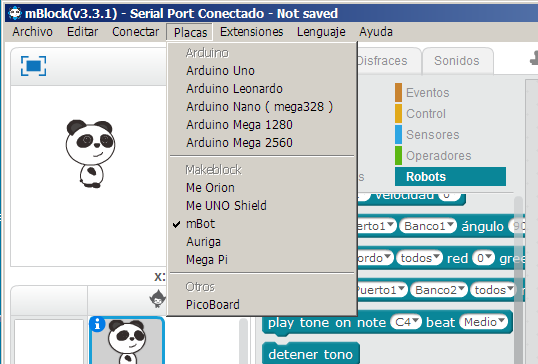 mBlock(v3.3.1) - Serial Port Conectado - Not saved
Archivo Editar Conectar Placas Extensiones Lenguaje Ayuda
Arduino
Arduino Uno
Arduino Leonardo
Arduino Nano ( mega328 )
Arduino Mega 1280
Arduino Mega 2560
Makeblock
Me Orion
Me UNO Shield
mBot
Auriga
Mega Pi
Otros
PicoBoard
Disfraces Sonidos
Eventos
Control
Sensores
Operadores
Robots
velocidad 0
Banco1 ángulo 90
todos red 0 gree
Puerto1 Banco2 todos
x:
play tone on note C4 beat Medio
detener tono